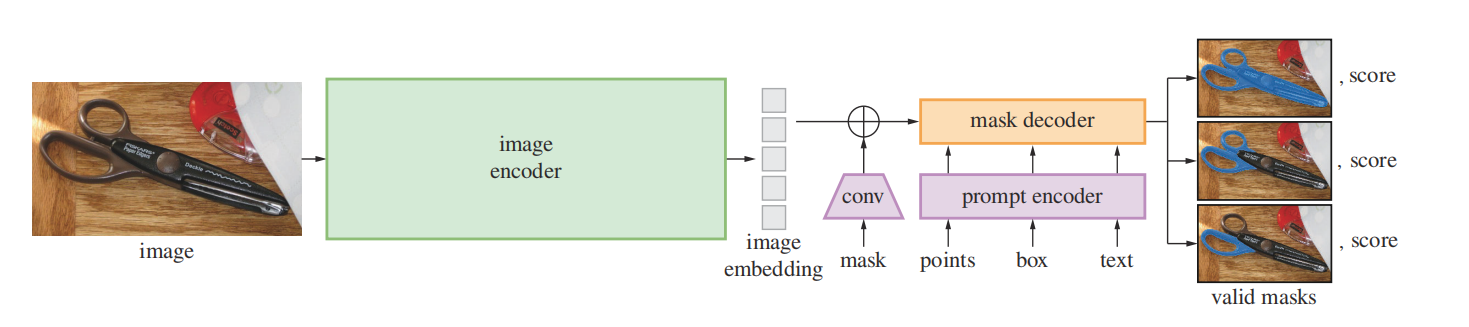 image
image
encoder
image
embedding
mask
conv
points
box
text
prompt encoder
mask decoder
, score
, score
, score
valid masks